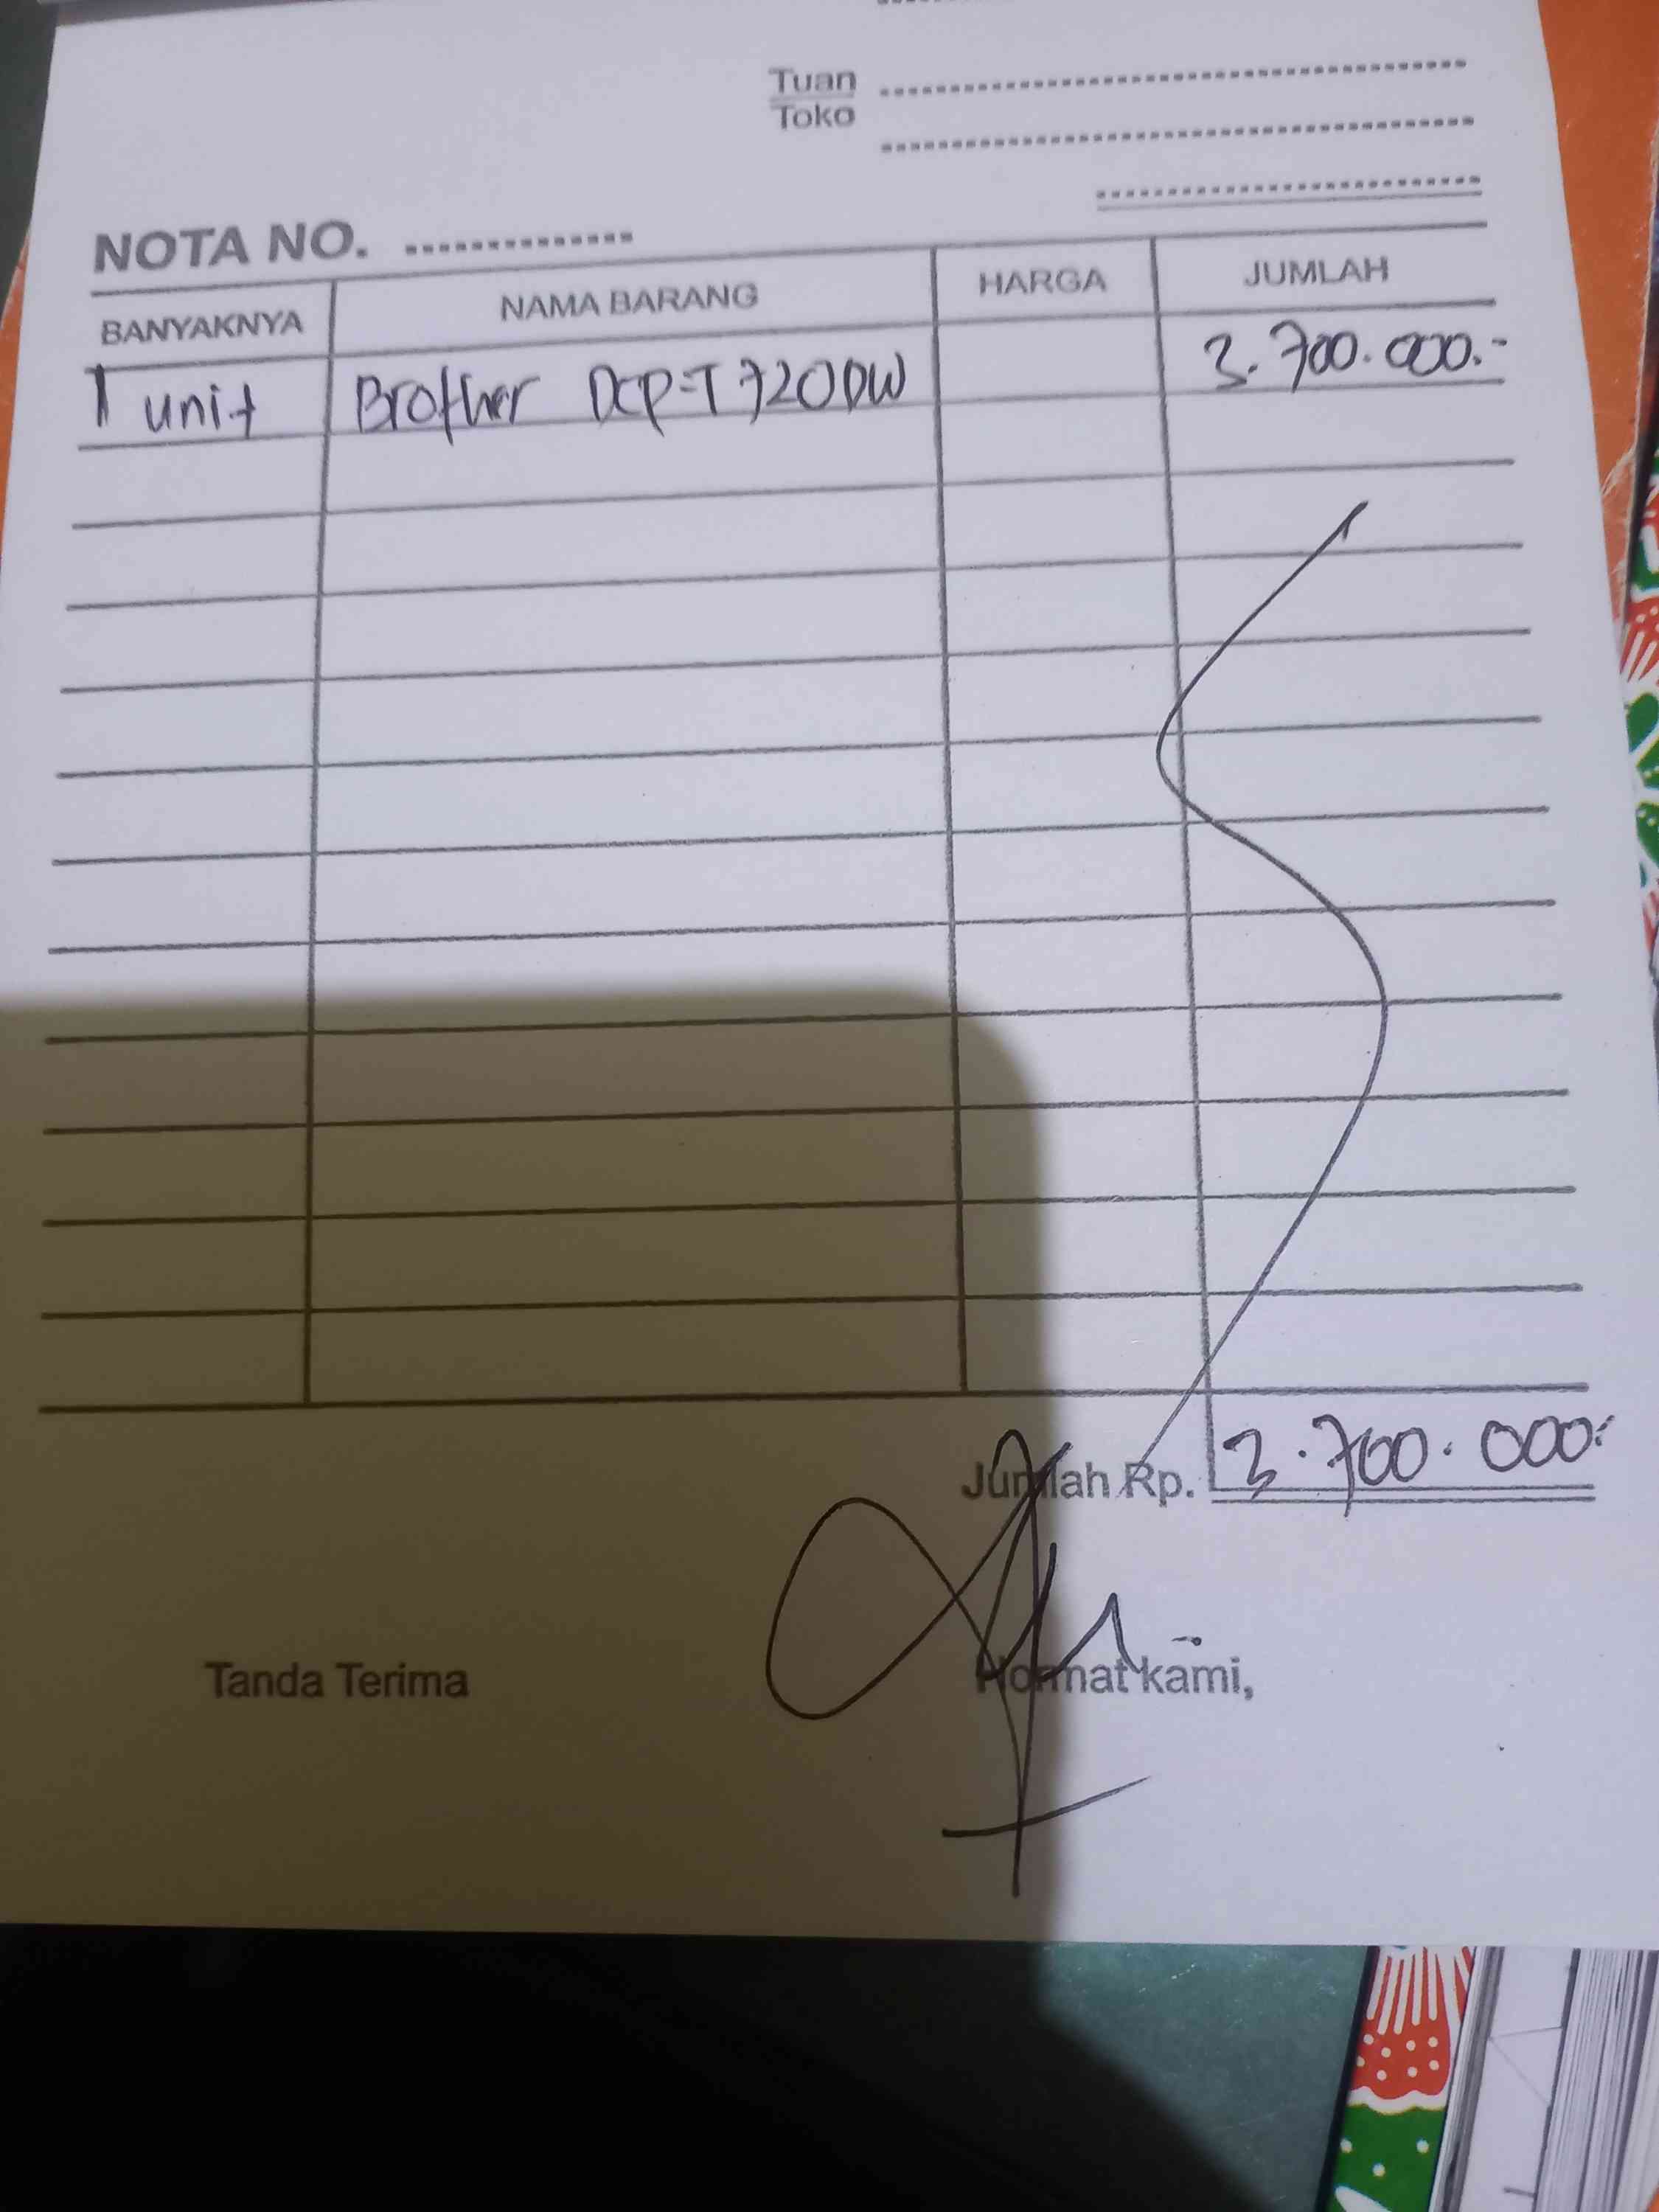 Tuan
Toko
NOTA NO.
BANYAKNYA NAMA BARANG HARGA JUMLAH
1 unit Brother DCP-T720DW 3.700.000.-
Jumlah Rp. 3.700.000.-
Tanda Terima Hormat kami,